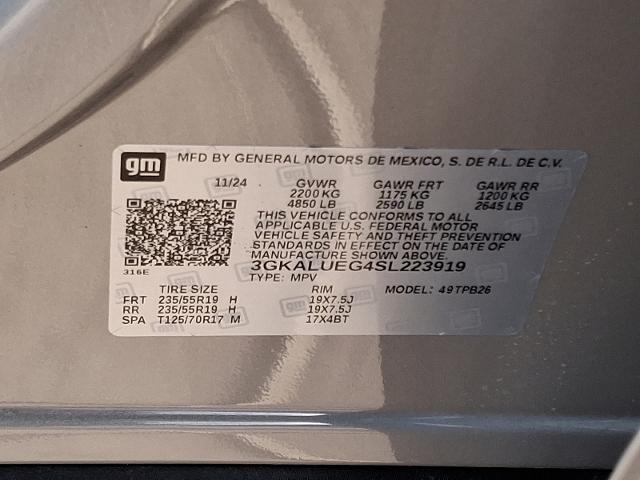 gm MFD BY GENERAL MOTORS DE MEXICO, S. DE R.L. DE C.V.
11/24 GVWR GAWR FRT GAWR RR
2200 KG 1175 KG 1200 KG
4850 LB 2590 LB 2645 LB
THIS VEHICLE CONFORMS TO ALL
APPLICABLE U.S. FEDERAL MOTOR
VEHICLE SAFETY AND THEFT PREVENTION
STANDARDS IN EFFECT ON THE DATE OF
MANUFACTURE SHOWN ABOVE.
3GKALUEG4SL223919
316E TYPE: MPV
TIRE SIZE RIM MODEL: 49TPB26
FRT 235/55R19 H 19X7.5J
RR 235/55R19 H 19X7.5J
SPA T125/70R17 M 17X4BT